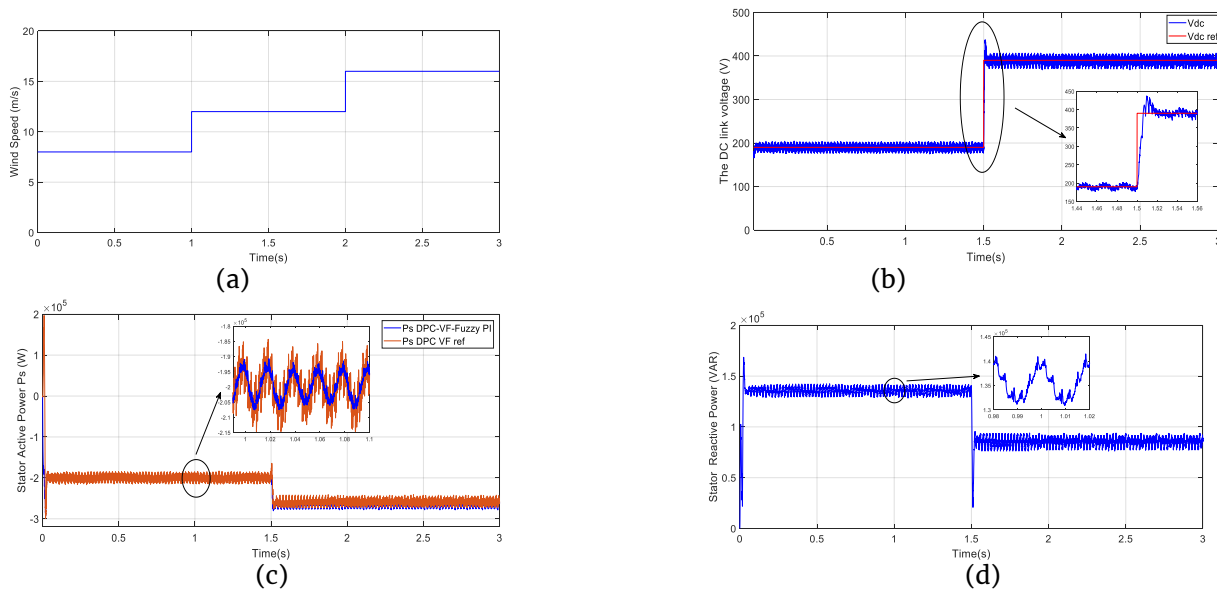 20
15
10
5
0
Wind Speed (m/s)
0 0.5 1 1.5 2 2.5 3
Time(s)
(a)
500
400
300
200
100
0
The DC link voltage (V)
Vdc
Vdc ref
450
400
350
300
250
200
150
1.44 1.46 1.48 1.5 1.52 1.54 1.56
0.5 1 1.5 2 2.5 3
Time(s)
(b)
×10⁵
2
1
0
-1
-2
-3
Stator Active Power Ps (W)
Ps DPC-VF-Fuzzy PI
Ps DPC VF ref
×10⁵
-1.8
-1.85
-1.9
-1.95
-2
-2.05
-2.1
-2.15
1 1.02 1.04 1.06 1.08 1.1
0 0.5 1 1.5 2 2.5 3
Time(s)
(c)
×10⁵
2
1.5
1
0.5
0
Stator Reactive Power (VAR)
×10⁵
1.45
1.4
1.35
1.3
0.98 0.99 1 1.01 1.02
0 0.5 1 1.5 2 2.5 3
Time(s)
(d)